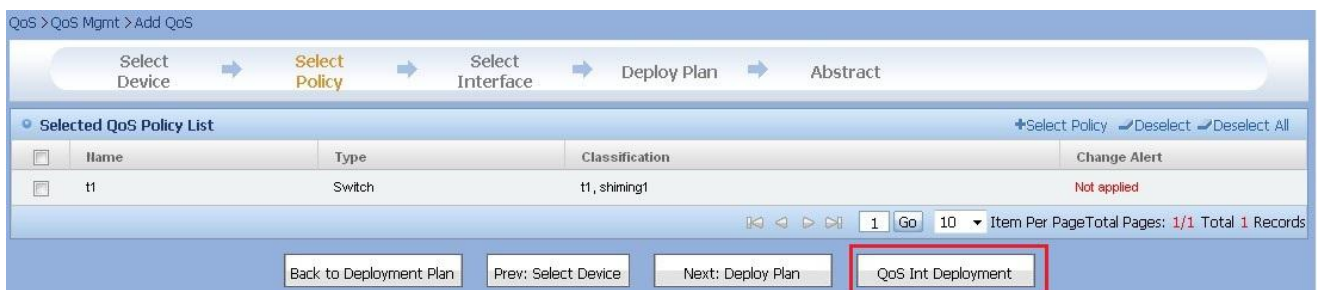 QoS >QoS Mgmt >Add QoS
Select Device
Select Policy
Select Interface
Deploy Plan
Abstract
Selected QoS Policy List +Select Policy Deselect Deselect All
Name Type Classification Change Alert
t1 Switch t1, shiming1 Not applied
1 Go 10 Item Per PageTotal Pages: 1/1 Total 1 Records
Back to Deployment Plan Prev: Select Device Next: Deploy Plan QoS Int Deployment